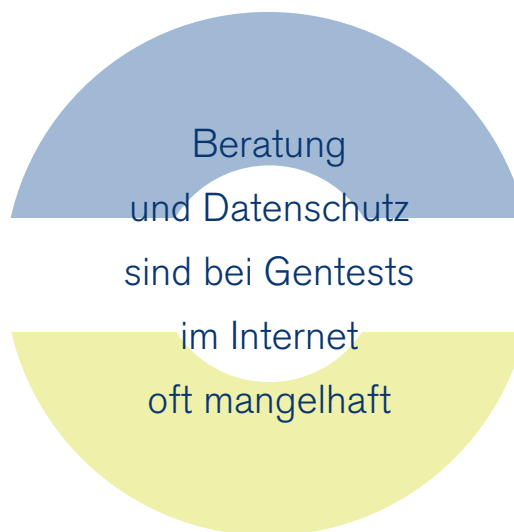 Beratung
und Datenschutz
sind bei Gentests
im Internet
oft mangelhaft